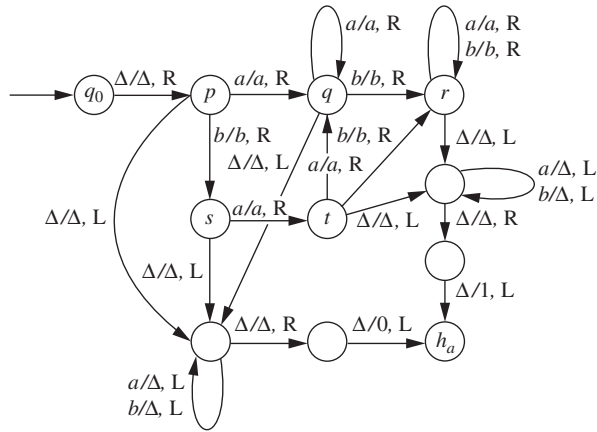 a/a, R
a/a, R
b/b, R
Δ/Δ, R
a/a, R
b/b, R
q0
p
q
r
b/b, R
b/b, R
Δ/Δ, L
Δ/Δ, L
a/a, R
a/Δ, L
b/Δ, L
Δ/Δ, L
s
a/a, R
t
Δ/Δ, L
Δ/Δ, R
Δ/Δ, L
Δ/1, L
Δ/Δ, R
Δ/0, L
ha
a/Δ, L
b/Δ, L